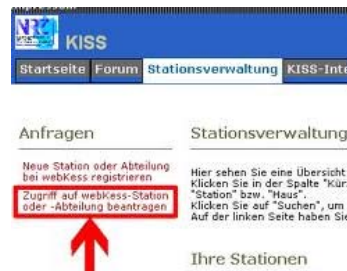 NRZ
KISS
Startseite Forum Stationsverwaltung KISS-Inte
Anfragen
Neue Station oder Abteilung
bei webKess registrieren
Zugriff auf webKess-Station
oder -Abteilung beantragen
Stationsverwaltung
Hier sehen Sie eine Übersicht
Klicken Sie in der Spalte "Kürz
"Station" bzw. "Haus".
Klicken Sie auf "Suchen", um
Auf der linken Seite haben Sie
Ihre Stationen